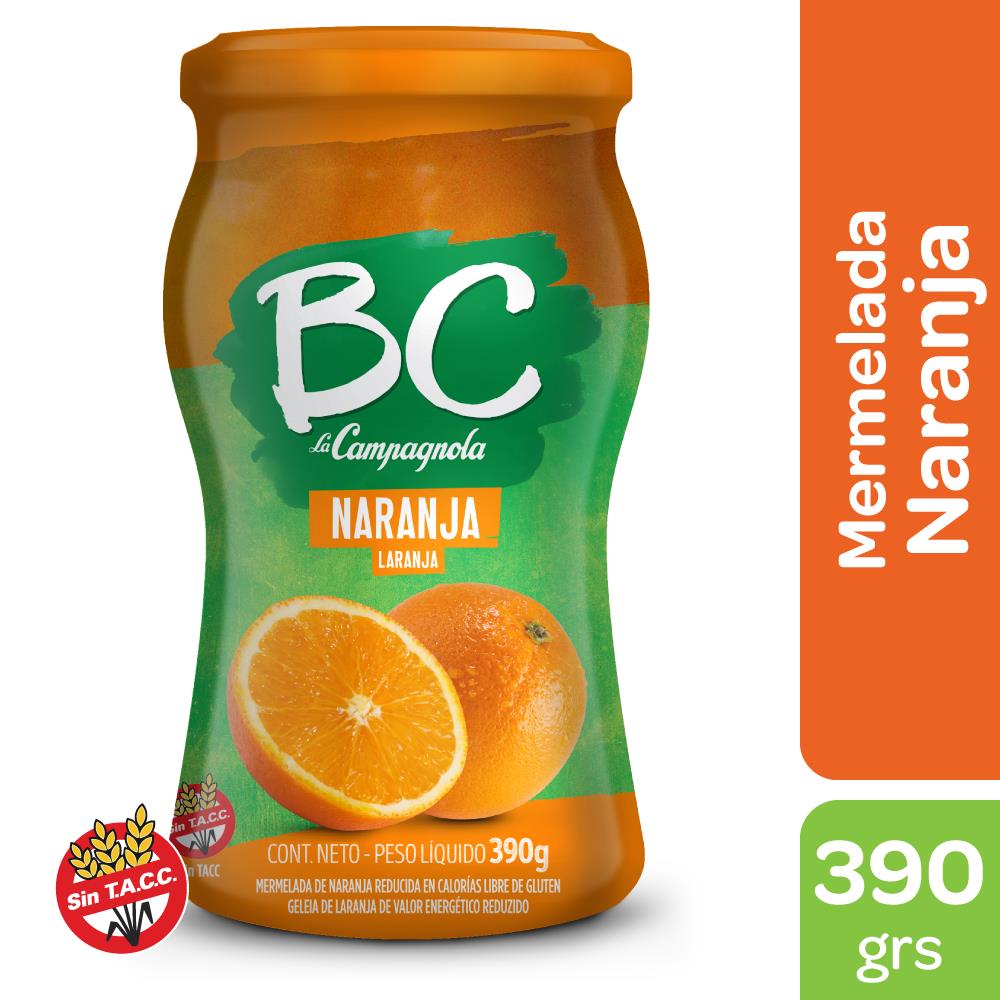 BC
La Campagnola
NARANJA
LARANJA
Sin T.A.C.C.
Sin TACC
CONT. NETO - PESO LÍQUIDO 390g
MERMELADA DE NARANJA REDUCIDA EN CALORÍAS LIBRE DE GLUTEN
GELEIA DE LARANJA DE VALOR ENERGÉTICO REDUZIDO
Sin T.A.C.C.
Mermelada
Naranja
390
grs